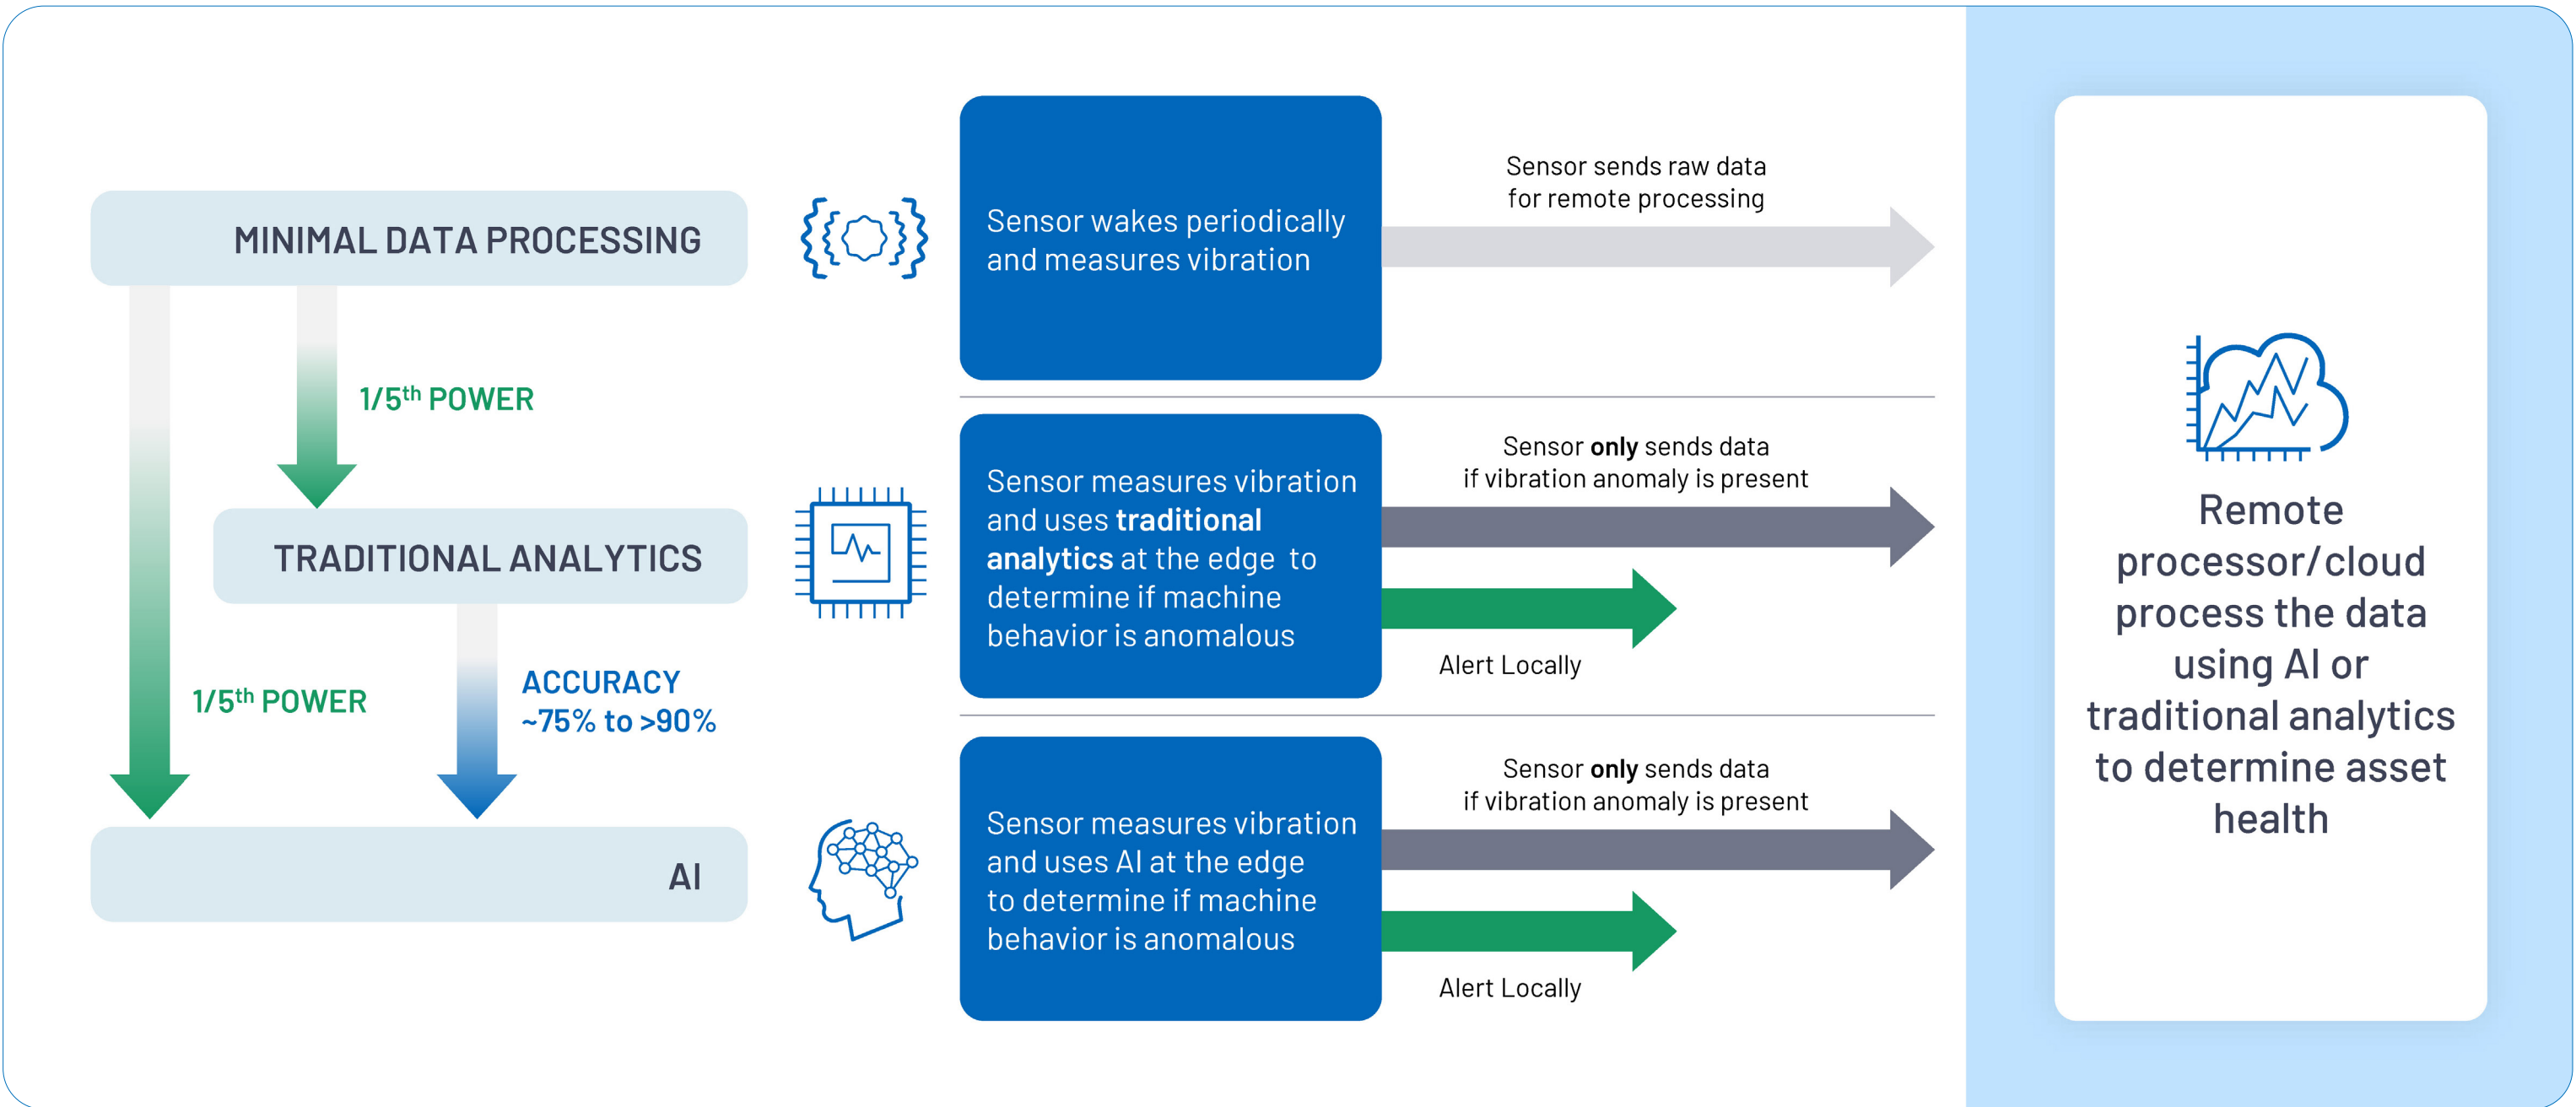 MINIMAL DATA PROCESSING
1/5th POWER
TRADITIONAL ANALYTICS
1/5th POWER
ACCURACY
~75% to >90%
AI
Sensor wakes periodically
and measures vibration
Sensor sends raw data
for remote processing
Sensor measures vibration
and uses traditional
analytics at the edge to
determine if machine
behavior is anomalous
Sensor only sends data
if vibration anomaly is present
Alert Locally
Sensor measures vibration
and uses AI at the edge
to determine if machine
behavior is anomalous
Sensor only sends data
if vibration anomaly is present
Alert Locally
Remote
processor/cloud
process the data
using AI or
traditional analytics
to determine asset
health